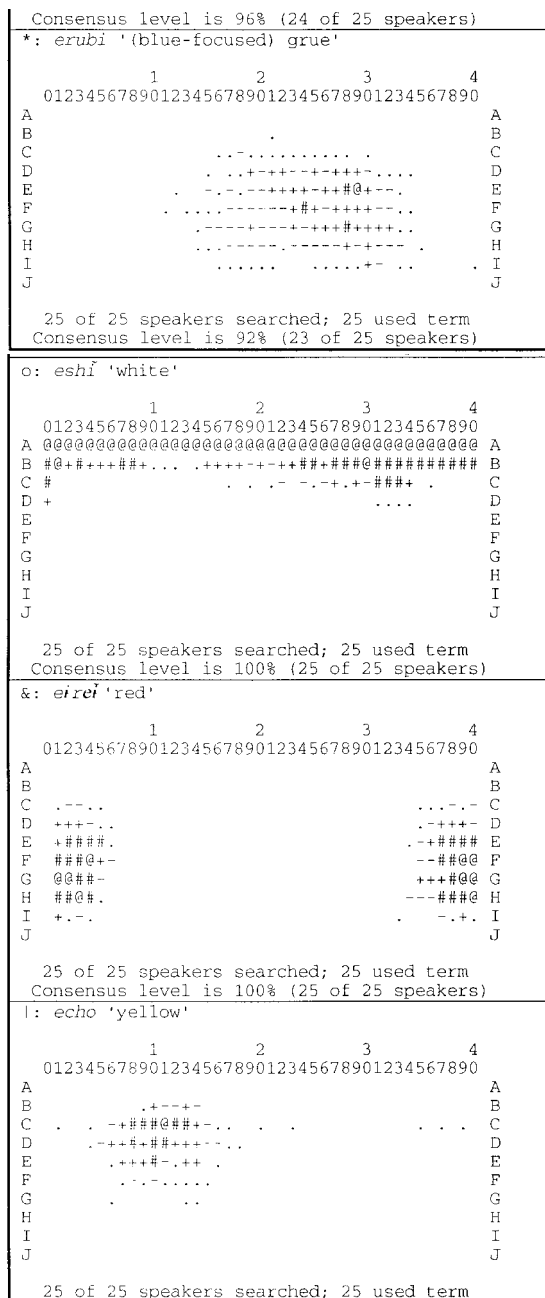 Consensus level is 96% (24 of 25 speakers)
*: erubi '(blue-focused) grue'
1 2 3 4
01234567890123456789012345678901234567890
A A
B . B
C ..-.......... . C
D . ..+-++--+-+++-.... D
E . -.-.--++++-++#@+--. E
F . ....------+#+-++++--.. F
G .----+---+--+++#++++.. G
H ...-----.-----+-+--- . H
I ...... .....+- .. . I
J J
25 of 25 speakers searched; 25 used term
Consensus level is 92% (23 of 25 speakers)
o: eshĩ 'white'
1 2 3 4
01234567890123456789012345678901234567890
A @@@@@@@@@@@@@@@@@@@@@@@@@@@@@@@@@@@@@@@@@ A
B #@+#+++##+... .++++-+-++##+###@########## B
C # . . .- -.-+.+-###+ . C
D + .... D
E E
F F
G G
H H
I I
J J
25 of 25 speakers searched; 25 used term
Consensus level is 100% (25 of 25 speakers)
&: eireĩ 'red'
1 2 3 4
01234567890123456789012345678901234567890
A A
B B
C .--.. ...-.- C
D +++-.. .-+++- D
E +####. .-+#### E
F ###@+- --##@@ F
G @@##- +++#@@ G
H ##@#. ---###@ H
I +.-. . -.+. I
J J
25 of 25 speakers searched; 25 used term
Consensus level is 100% (25 of 25 speakers)
|: echo 'yellow'
1 2 3 4
01234567890123456789012345678901234567890
A A
B .+--+- B
C . . -+###@##+-.. . . . . . C
D .-++#+##+++--.. D
E .+++#-.++ . E
F .-.-..... F
G . .. G
H H
I I
J J
25 of 25 speakers searched; 25 used term